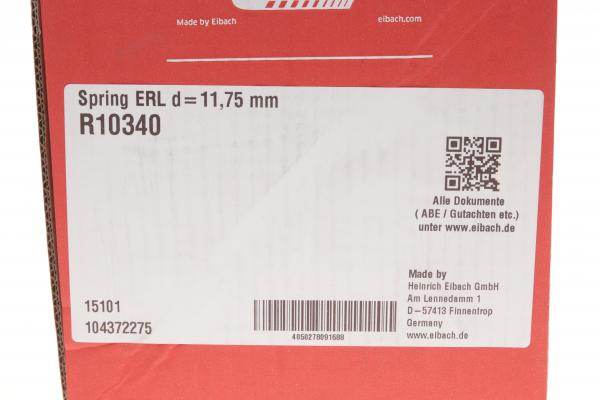 Made by Eibach
eibach.com
Spring ERL d=11,75 mm
R10340
Alle Dokumente
( ABE / Gutachten etc.)
unter www.eibach.de
Made by
Heinrich Eibach GmbH
Am Lennedamm 1
D-57413 Finnentrop
Germany
www.eibach.de
15101
104372275
4050278091688